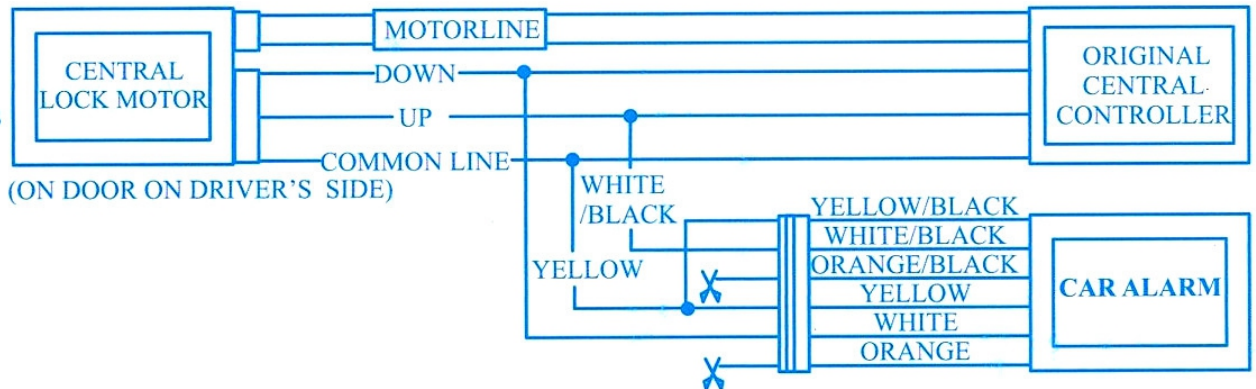 MOTORLINE
CENTRAL
LOCK MOTOR
DOWN
UP
COMMON LINE
(ON DOOR ON DRIVER'S SIDE)
ORIGINAL
CENTRAL
CONTROLLER
WHITE
/BLACK
YELLOW
YELLOW/BLACK
WHITE/BLACK
ORANGE/BLACK
YELLOW
WHITE
ORANGE
CAR ALARM